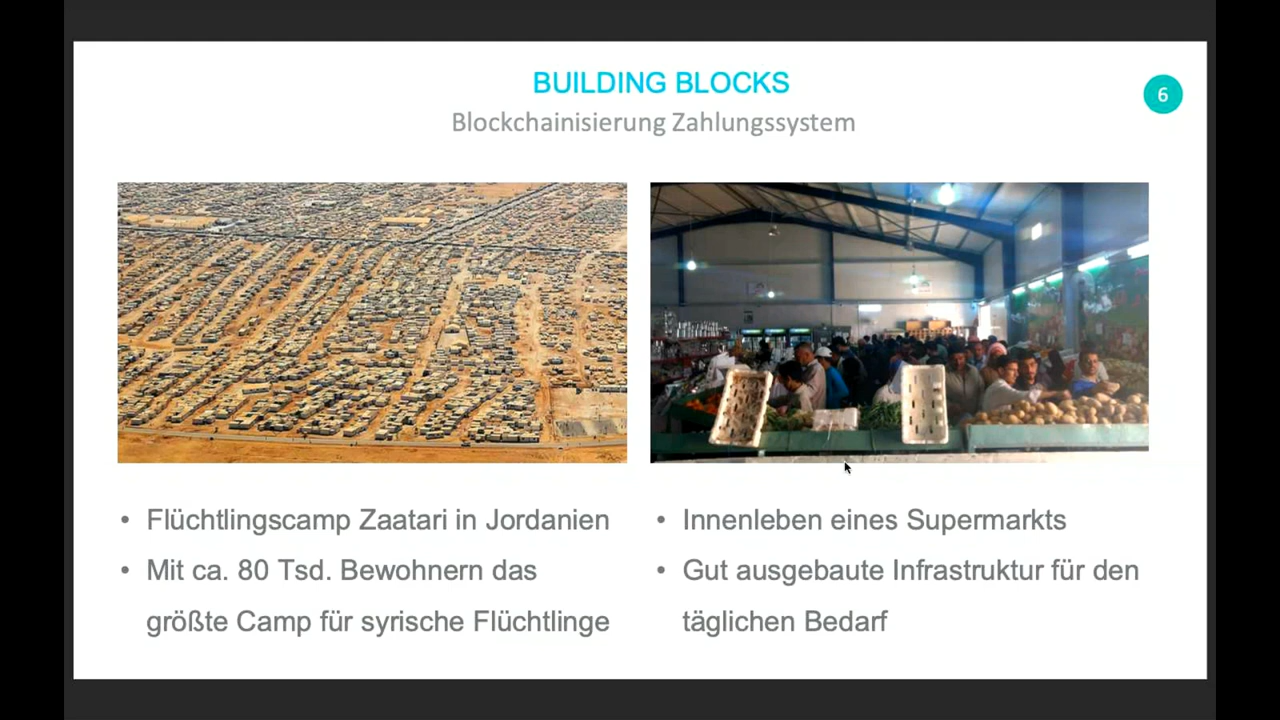 BUILDING BLOCKS
Blockchainisierung Zahlungssystem
6
• Flüchtlingscamp Zaatari in Jordanien
• Mit ca. 80 Tsd. Bewohnern das
größte Camp für syrische Flüchtlinge
• Innenleben eines Supermarkts
• Gut ausgebaute Infrastruktur für den
täglichen Bedarf